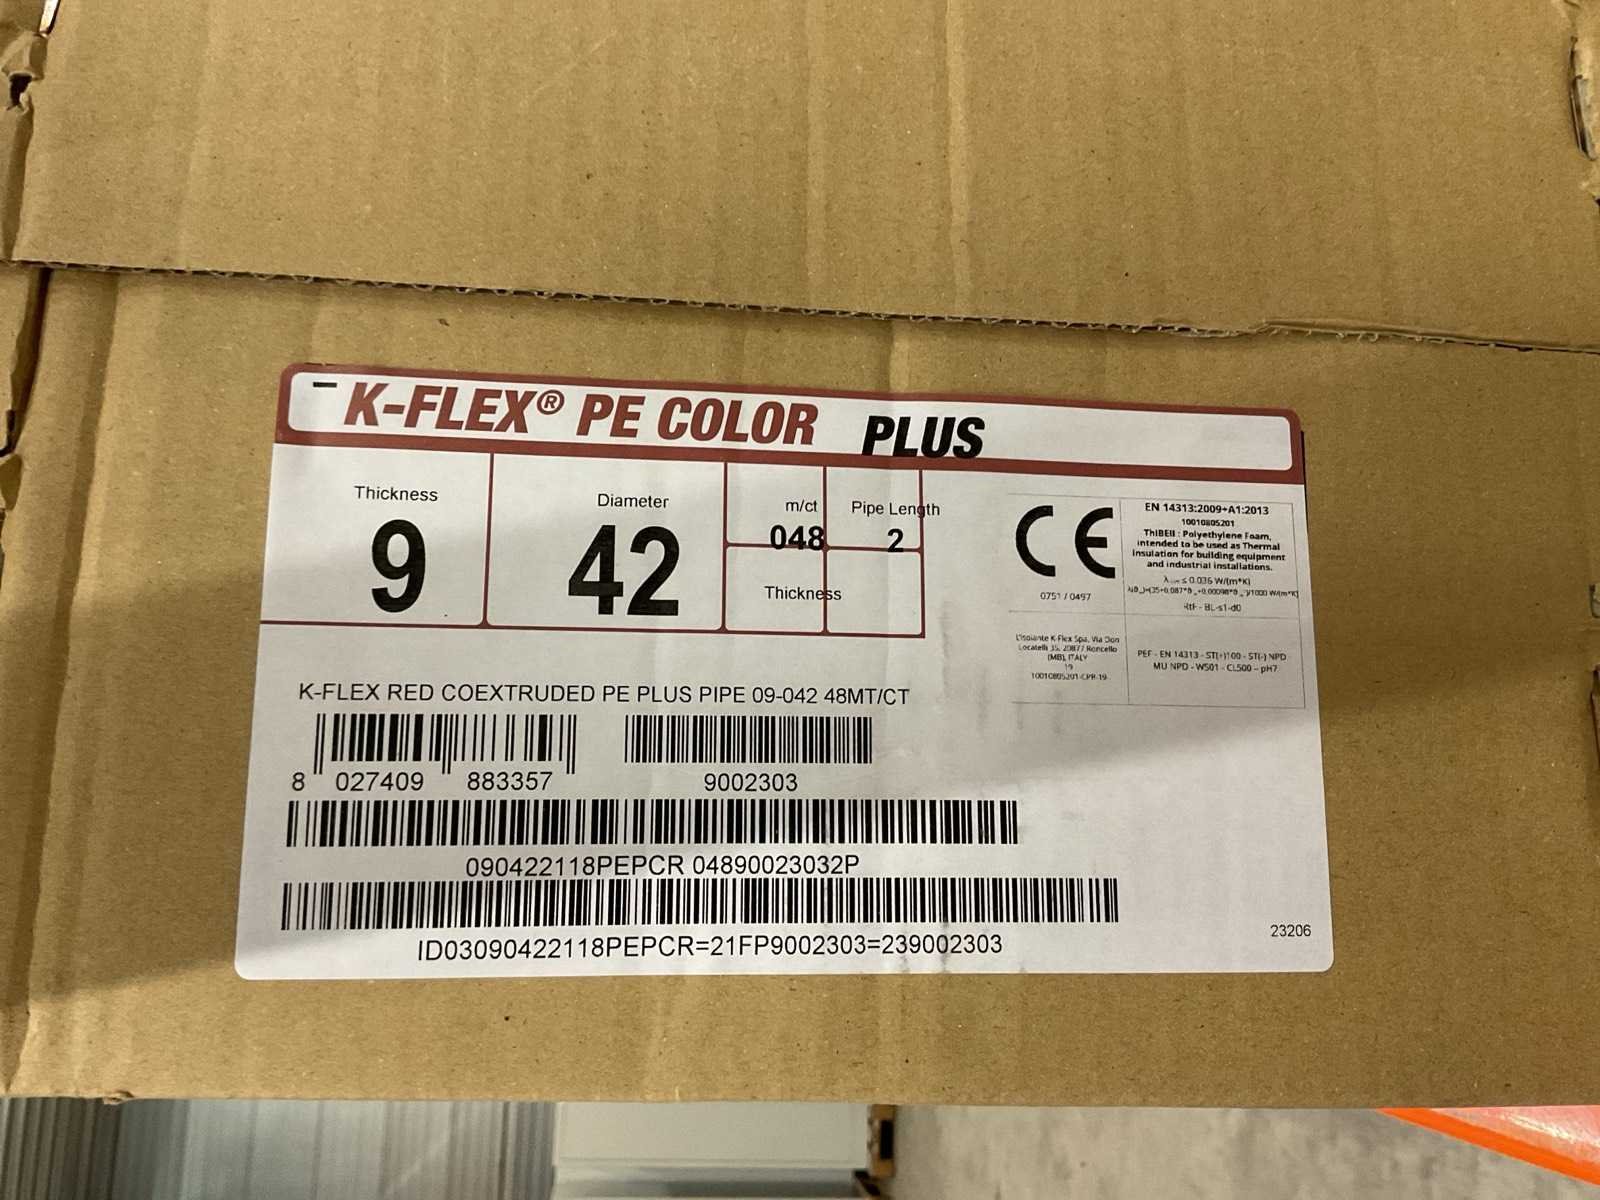 K-FLEX® PE COLOR PLUS
Thickness
9
Diameter
42
m/ct
048
Pipe Length
2
Thickness
CE
0751 / 0497
EN 14313:2009+A1:2013
10010805201
ThIBEII : Polyethylene Foam,
intended to be used as Thermal
Insulation for building equipment
and industrial installations.
≤ 0.036 W/(m*K)
RtF - BL-s1-d0
L'Isolante K-Flex Spa, Via Don
Locatelli 35, 20877 Roncello
(MB), ITALY
19
10010805201-CPR-19
PEF - EN 14313 - ST(+)100 - ST(-) NPD -
MU NPD - WS01 - CL500 - pH7
K-FLEX RED COEXTRUDED PE PLUS PIPE 09-042 48MT/CT
8 027409 883357
9002303
090422118PEPCR 04890023032P
ID03090422118PEPCR=21FP9002303=239002303
23206